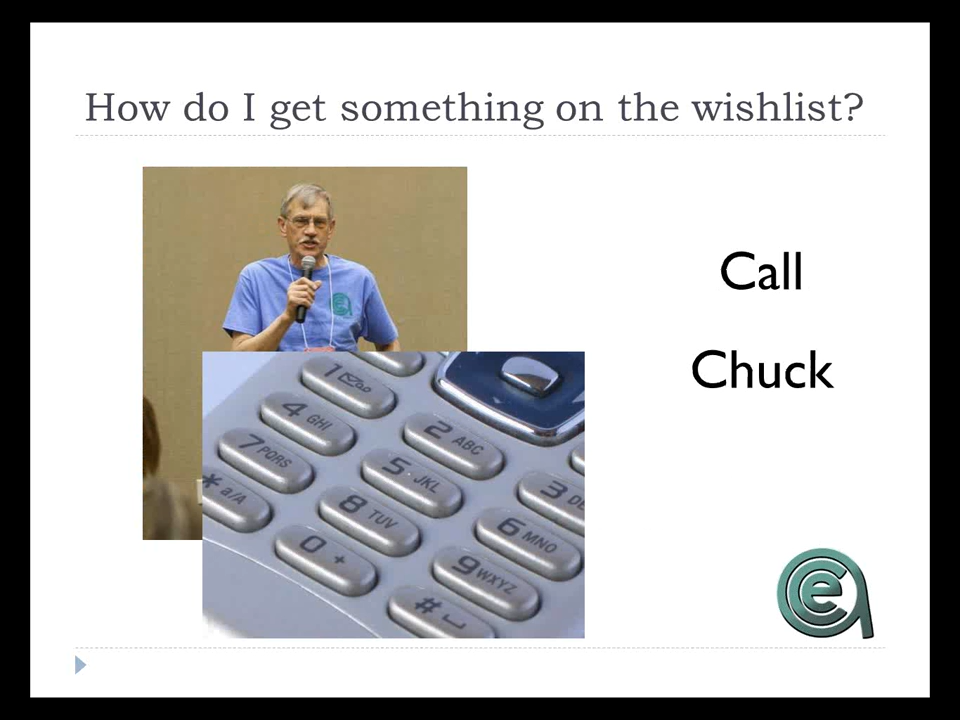 How do I get something on the wishlist?
Call
Chuck
1
4 GHI
2 ABC
7 PQRS
5 JKL
3
* a/A
8 TUV
6 MNO
0 +
9 WXYZ
#